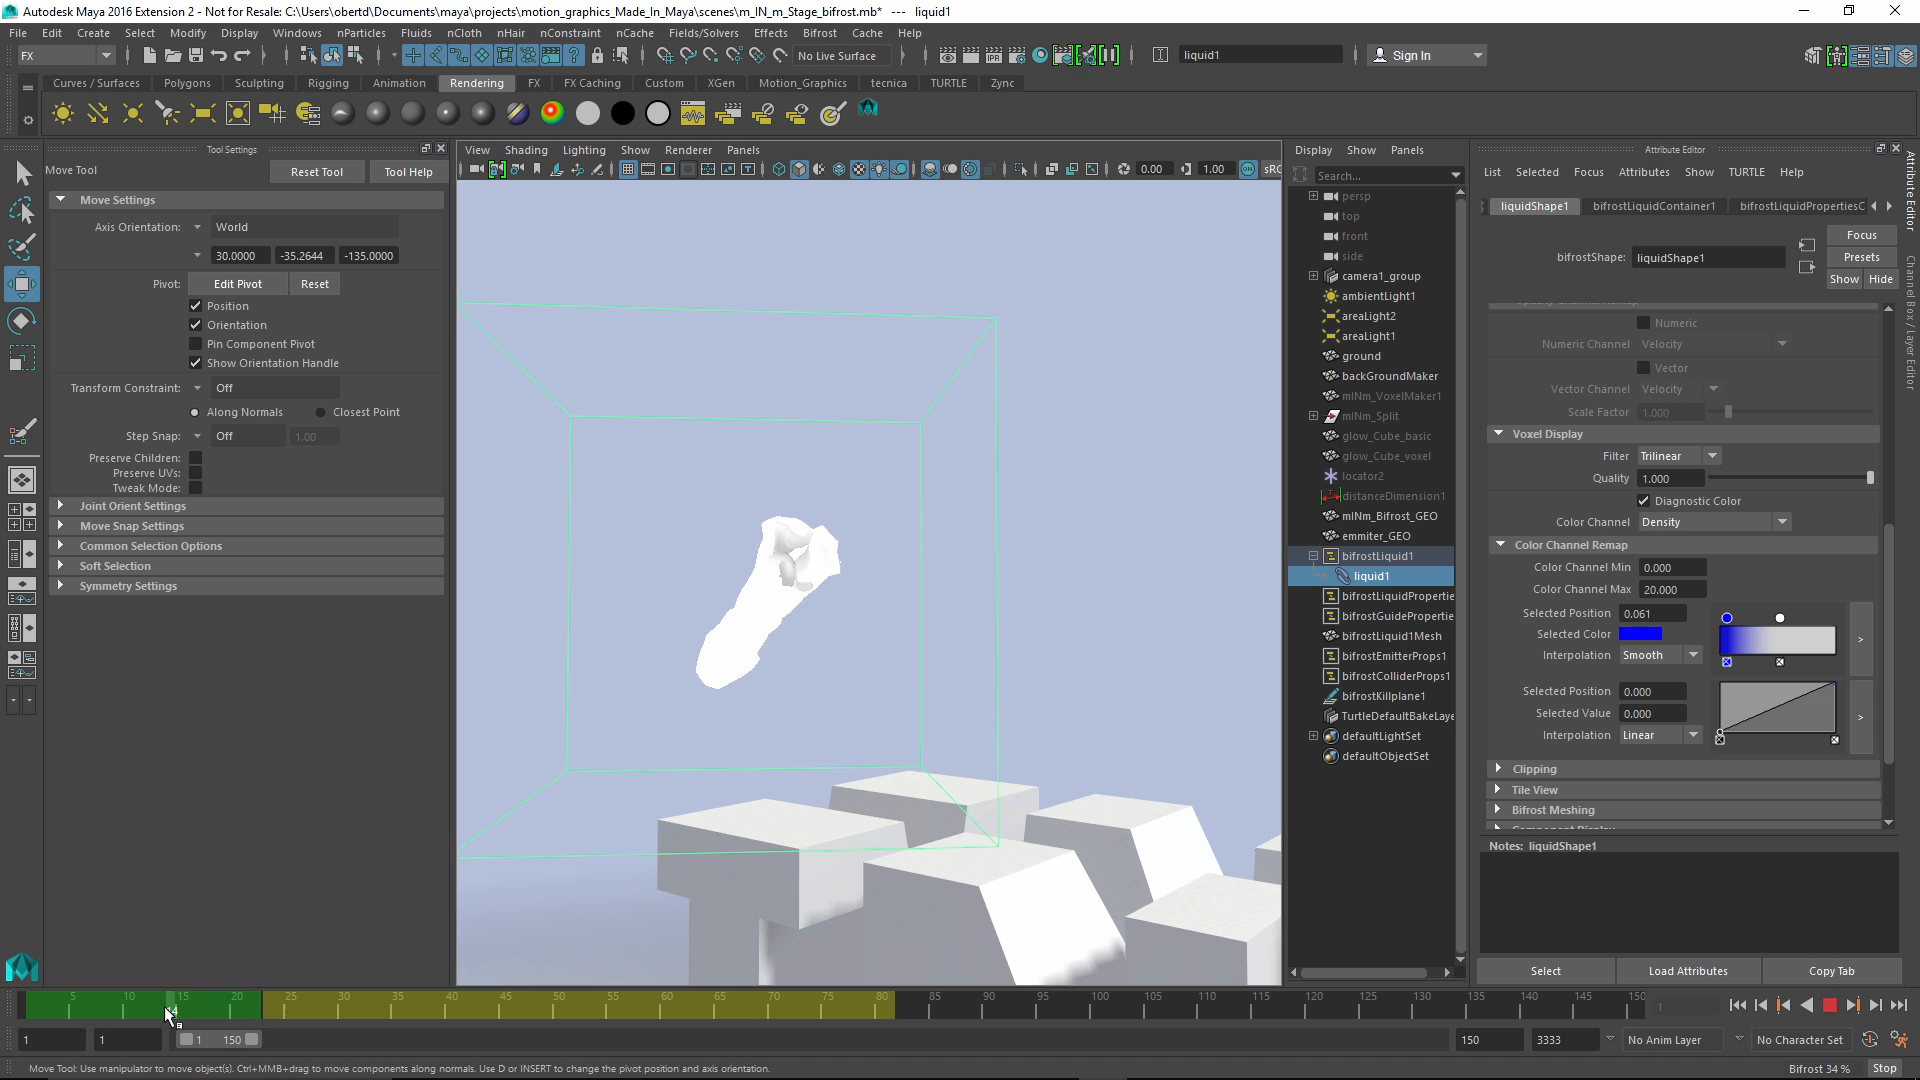 Autodesk Maya 2016 Extension 2 - Not for Resale: C:\Users\obertd\Documents\maya\projects\motion_graphics_Made_In_Maya\scenes\m_IN_m_Stage_bifrost.mb* --- liquid1
File Edit Create Select Modify Display Windows nParticles Fluids nCloth nHair nConstraint nCache Fields/Solvers Effects Bifrost Cache Help
FX No Live Surface IPR liquid1 Sign In
Curves / Surfaces Polygons Sculpting Rigging Animation Rendering FX FX Caching Custom XGen Motion_Graphics tecnica TURTLE Zync
Tool Settings
Move Tool Reset Tool Tool Help
Move Settings
Axis Orientation: World
30.0000 -35.2644 -135.0000
Pivot: Edit Pivot Reset
Position
Orientation
Pin Component Pivot
Show Orientation Handle
Transform Constraint: Off
Along Normals Closest Point
Step Snap: Off 1.00
Preserve Children:
Preserve UVs:
Tweak Mode:
Joint Orient Settings
Move Snap Settings
Common Selection Options
Soft Selection
Symmetry Settings
View Shading Lighting Show Renderer Panels
0.00 1.00 ON sRG
Display Show Panels
Search...
persp
top
front
side
camera1_group
ambientLight1
areaLight2
areaLight1
ground
backGroundMaker
mINm_VoxelMaker1
mINm_Split
glow_Cube_basic
glow_Cube_voxel
locator2
distanceDimension1
mINm_Bifrost_GEO
emmiter_GEO
bifrostLiquid1
liquid1
bifrostLiquidPropertie
bifrostGuidePropertie
bifrostLiquid1Mesh
bifrostEmitterProps1
bifrostColliderProps1
bifrostKillplane1
TurtleDefaultBakeLaye
defaultLightSet
defaultObjectSet
Attribute Editor
List Selected Focus Attributes Show TURTLE Help
liquidShape1 bifrostLiquidContainer1 bifrostLiquidPropertiesC
Focus
bifrostShape: liquidShape1 Presets
Show Hide
Numeric
Numeric Channel Velocity
Vector
Vector Channel Velocity
Scale Factor 1.000
Voxel Display
Filter Trilinear
Quality 1.000
Diagnostic Color
Color Channel Density
Color Channel Remap
Color Channel Min 0.000
Color Channel Max 20.000
Selected Position 0.061
Selected Color
Interpolation Smooth
Selected Position 0.000
Selected Value 0.000
Interpolation Linear
Clipping
Tile View
Bifrost Meshing
Notes: liquidShape1
Select Load Attributes Copy Tab
Attribute Editor
Channel Box / Layer Editor
5 10 15 20 25 30 35 40 45 50 55 60 65 70 75 80 85 90 95 100 105 110 115 120 125 130 135 140 145 150 1
1 1 1 150 150 3333 No Anim Layer No Character Set
Move Tool: Use manipulator to move object(s). Ctrl+MMB+drag to move components along normals. Use D or INSERT to change the pivot position and axis orientation. Bifrost 34 % Stop